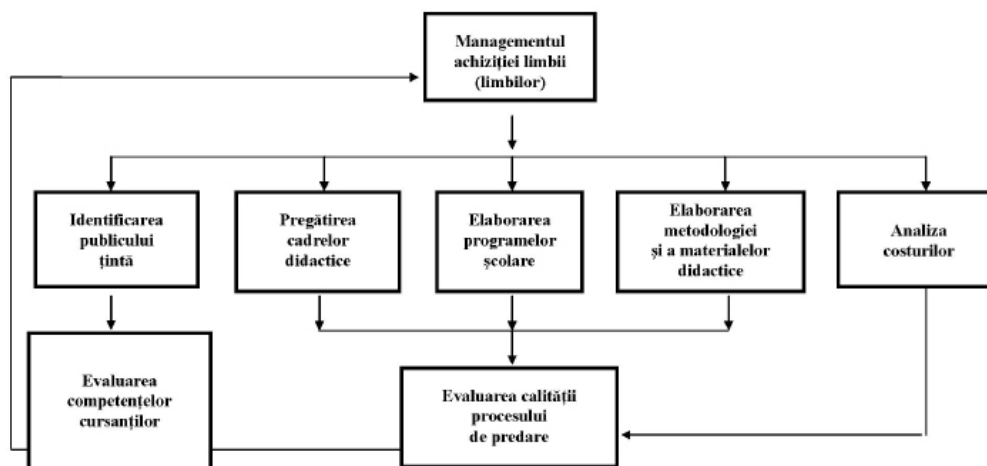 Managementul
achiziției limbii
(limbilor)
Identificarea
publicului
țintă
Pregătirea
cadrelor
didactice
Elaborarea
programelor
școlare
Elaborarea
metodologiei
și a materialelor
didactice
Analiza
costurilor
Evaluarea
competențelor
cursanților
Evaluarea calității
procesului
de predare